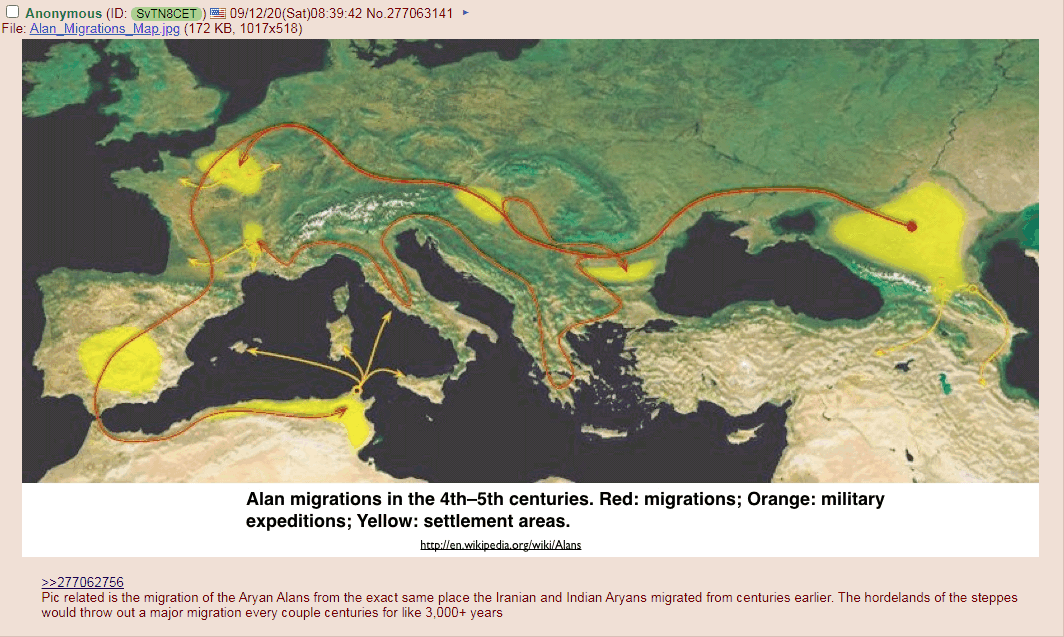 Anonymous (ID: SvTN8CET) 09/12/20(Sat)08:39:42 No.277063141
File: Alan_Migrations_Map.jpg (172 KB, 1017x518)
Alan migrations in the 4th–5th centuries. Red: migrations; Orange: military
expeditions; Yellow: settlement areas.
http://en.wikipedia.org/wiki/Alans
>>277062756
Pic related is the migration of the Aryan Alans from the exact same place the Iranian and Indian Aryans migrated from centuries earlier. The hordelands of the steppes
would throw out a major migration every couple centuries for like 3,000+ years